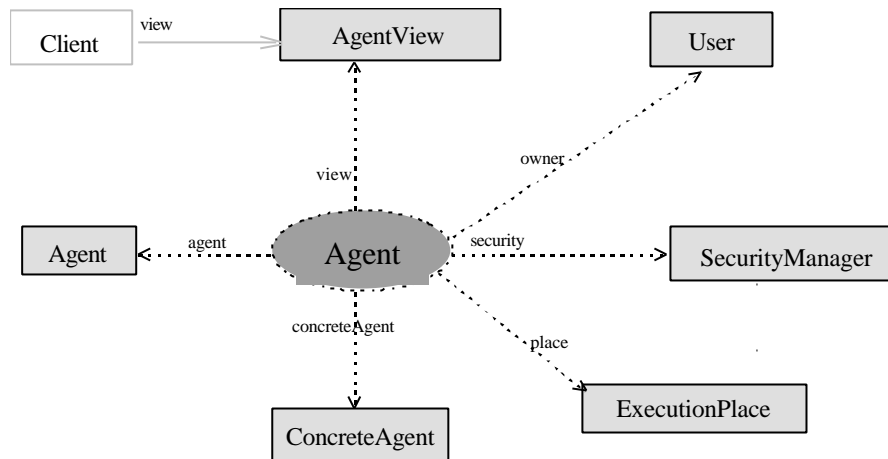 view
Client
AgentView
User
owner
view
Agent
agent
Agent
security
SecurityManager
concreteAgent
place
ExecutionPlace
ConcreteAgent